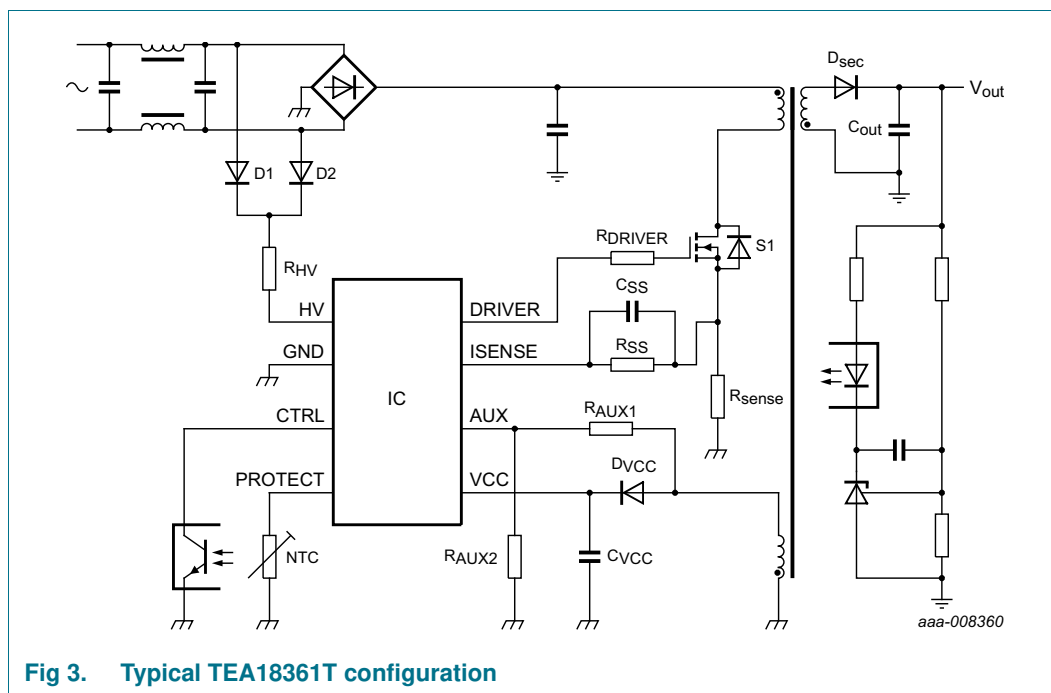 Dsec
Vout
Cout
D1
D2
RDRIVER
S1
RHV
CSS
HV
DRIVER
RSS
GND
ISENSE
IC
Rsense
RAUX1
CTRL
AUX
DVCC
PROTECT
VCC
NTC
RAUX2
CVCC
aaa-008360
Fig 3. Typical TEA18361T configuration